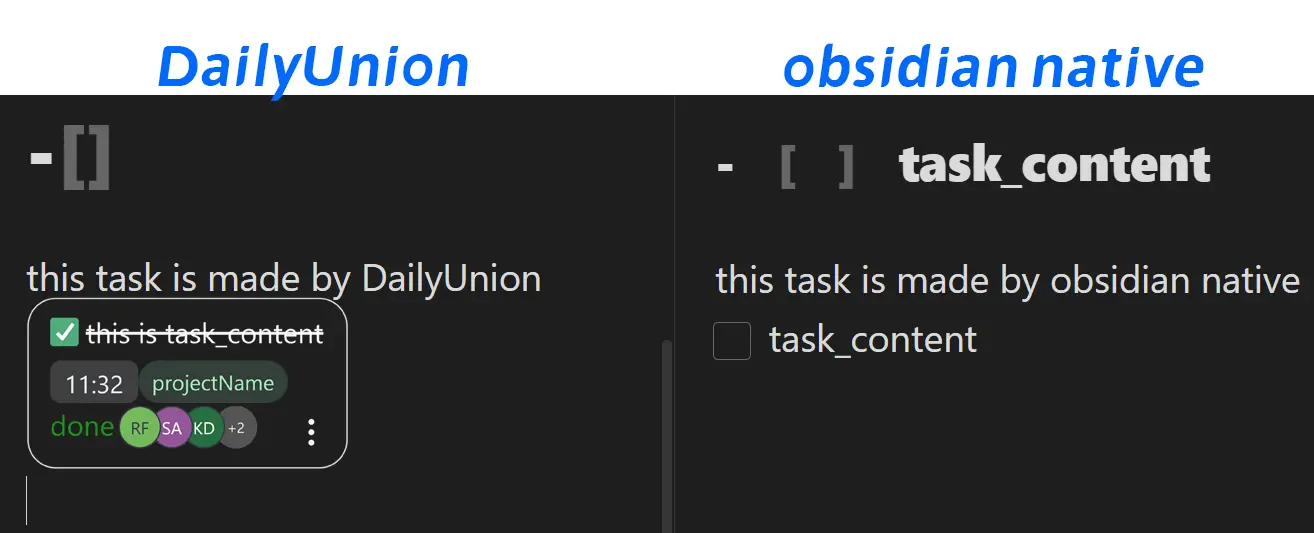 DailyUnion
obsidian native
-[]
this task is made by DailyUnion
✅ this is task_content
11:32 projectName
done RF SA KD +2
- [ ] task_content
this task is made by obsidian native
task_content